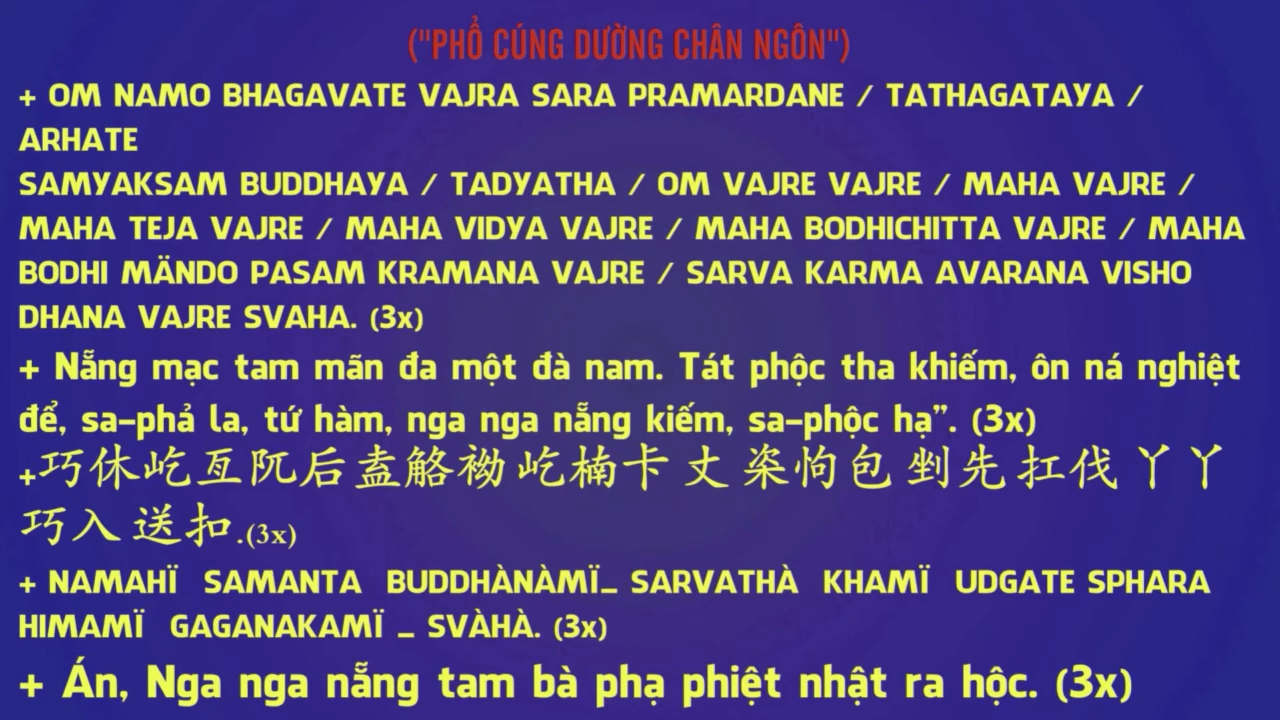 ("PHỔ CÚNG DƯỜNG CHÂN NGÔN")
+ OM NAMO BHAGAVATE VAJRA SARA PRAMARDANE / TATHAGATAYA /
ARHATE
SAMYAKSAM BUDDHAYA / TADYATHA / OM VAJRE VAJRE / MAHA VAJRE /
MAHA TEJA VAJRE / MAHA VIDYA VAJRE / MAHA BODHICHITTA VAJRE / MAHA
BODHI MÄNDO PASAM KRAMANA VAJRE / SARVA KARMA AVARANA VISHO
DHANA VAJRE SVAHA. (3x)
+ Nẵng mạc tam mãn đa một đà nam. Tát phộc tha khiếm, ôn ná nghiệt
để, sa-phả la, tứ hàm, nga nga nẵng kiếm, sa-phộc hạ”. (3x)
+巧休屹亙阢后盍觡袎屹楠卡丈楶恦包剉先扛伐丫丫
巧入送扣.(3x)
+ NAMAHÏ SAMANTA BUDDHÀNÀMÏ_ SARVATHÀ KHAMÏ UDGATE SPHARA
HIMAMÏ GAGANAKAMÏ _ SVÀHÀ. (3x)
+ Án, Nga nga nẵng tam bà phạ phiệt nhật ra hộc. (3x)